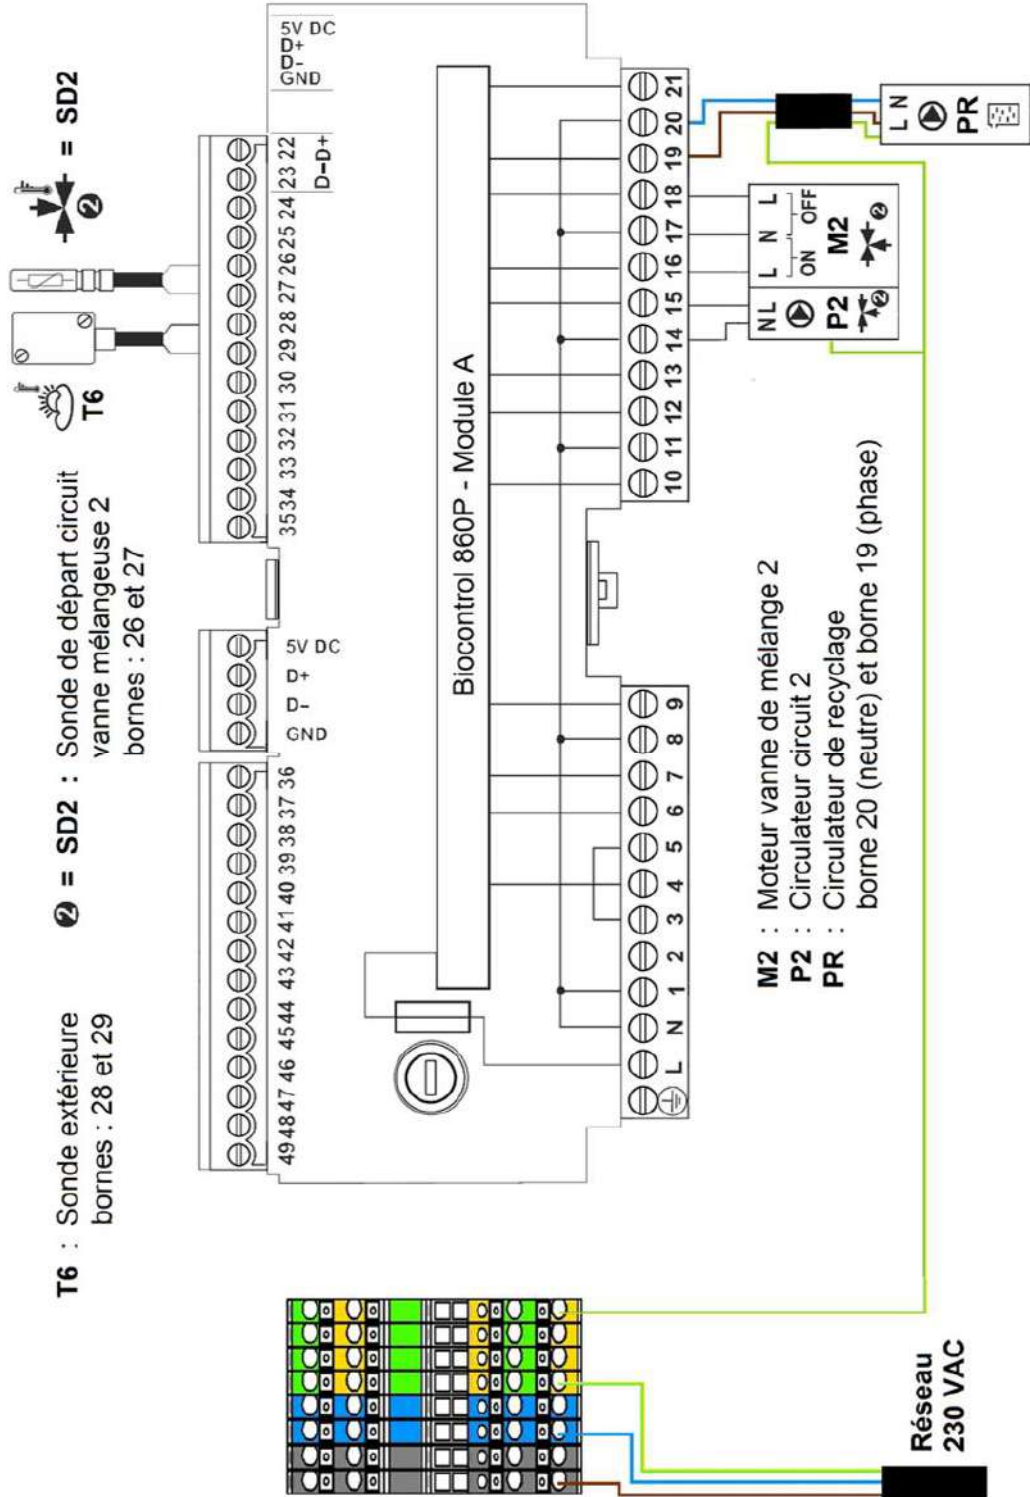 T6 : Sonde extérieure
bornes : 28 et 29
❷ = SD2 : Sonde de départ circuit
vanne mélangeuse 2
bornes : 26 et 27
T6
❷ = SD2
49 48 47 46 45 44 43 42 41 40 39 38 37 36
GND D- D+ 5V DC
35 34 33 32 31 30 29 28 27 26 25 24 23 22
D- D+
GND D- D+ 5V DC
Biocontrol 860P - Module A
L N 1 2 3 4 5 6 7 8 9
10 11 12 13 14 15 16 17 18 19 20 21
N L
P2
❷
L N L
ON OFF
M2
❷
L N
PR
M2 : Moteur vanne de mélange 2
P2 : Circulateur circuit 2
PR : Circulateur de recyclage
borne 20 (neutre) et borne 19 (phase)
Réseau
230 VAC